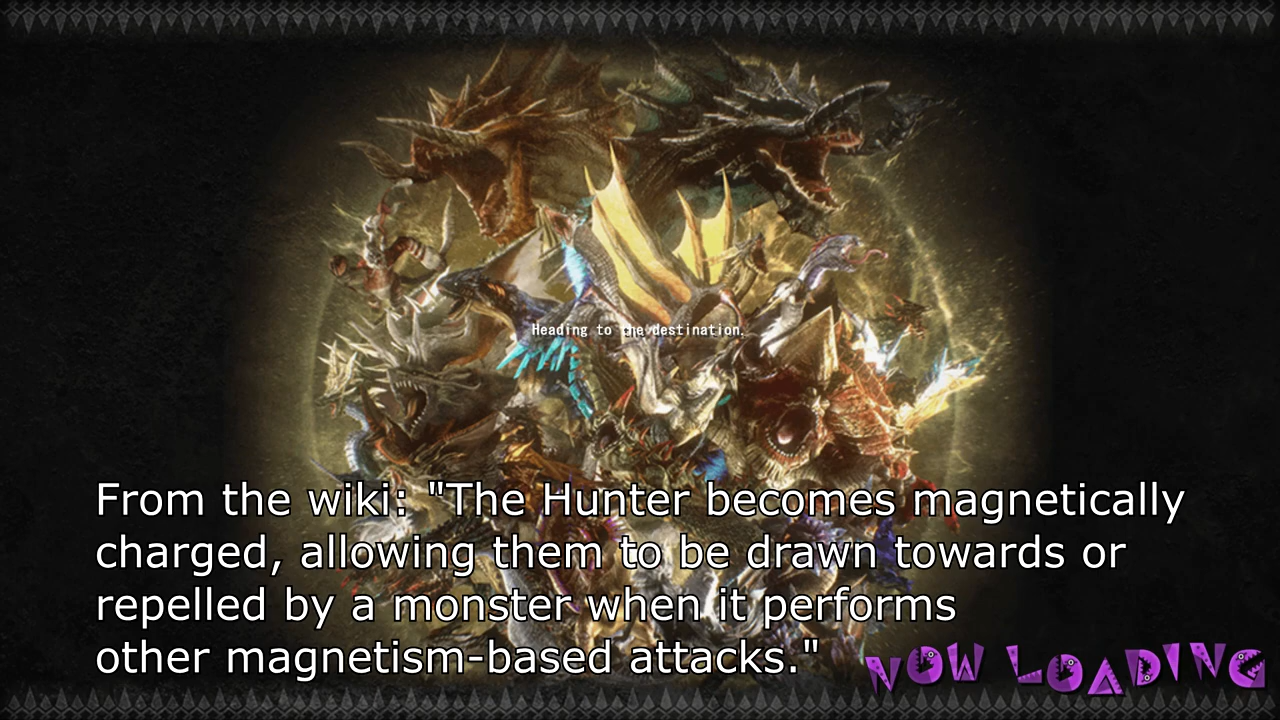 Heading to the destination.
From the wiki: "The Hunter becomes magnetically
charged, allowing them to be drawn towards or
repelled by a monster when it performs
other magnetism-based attacks."
NOW LOADING